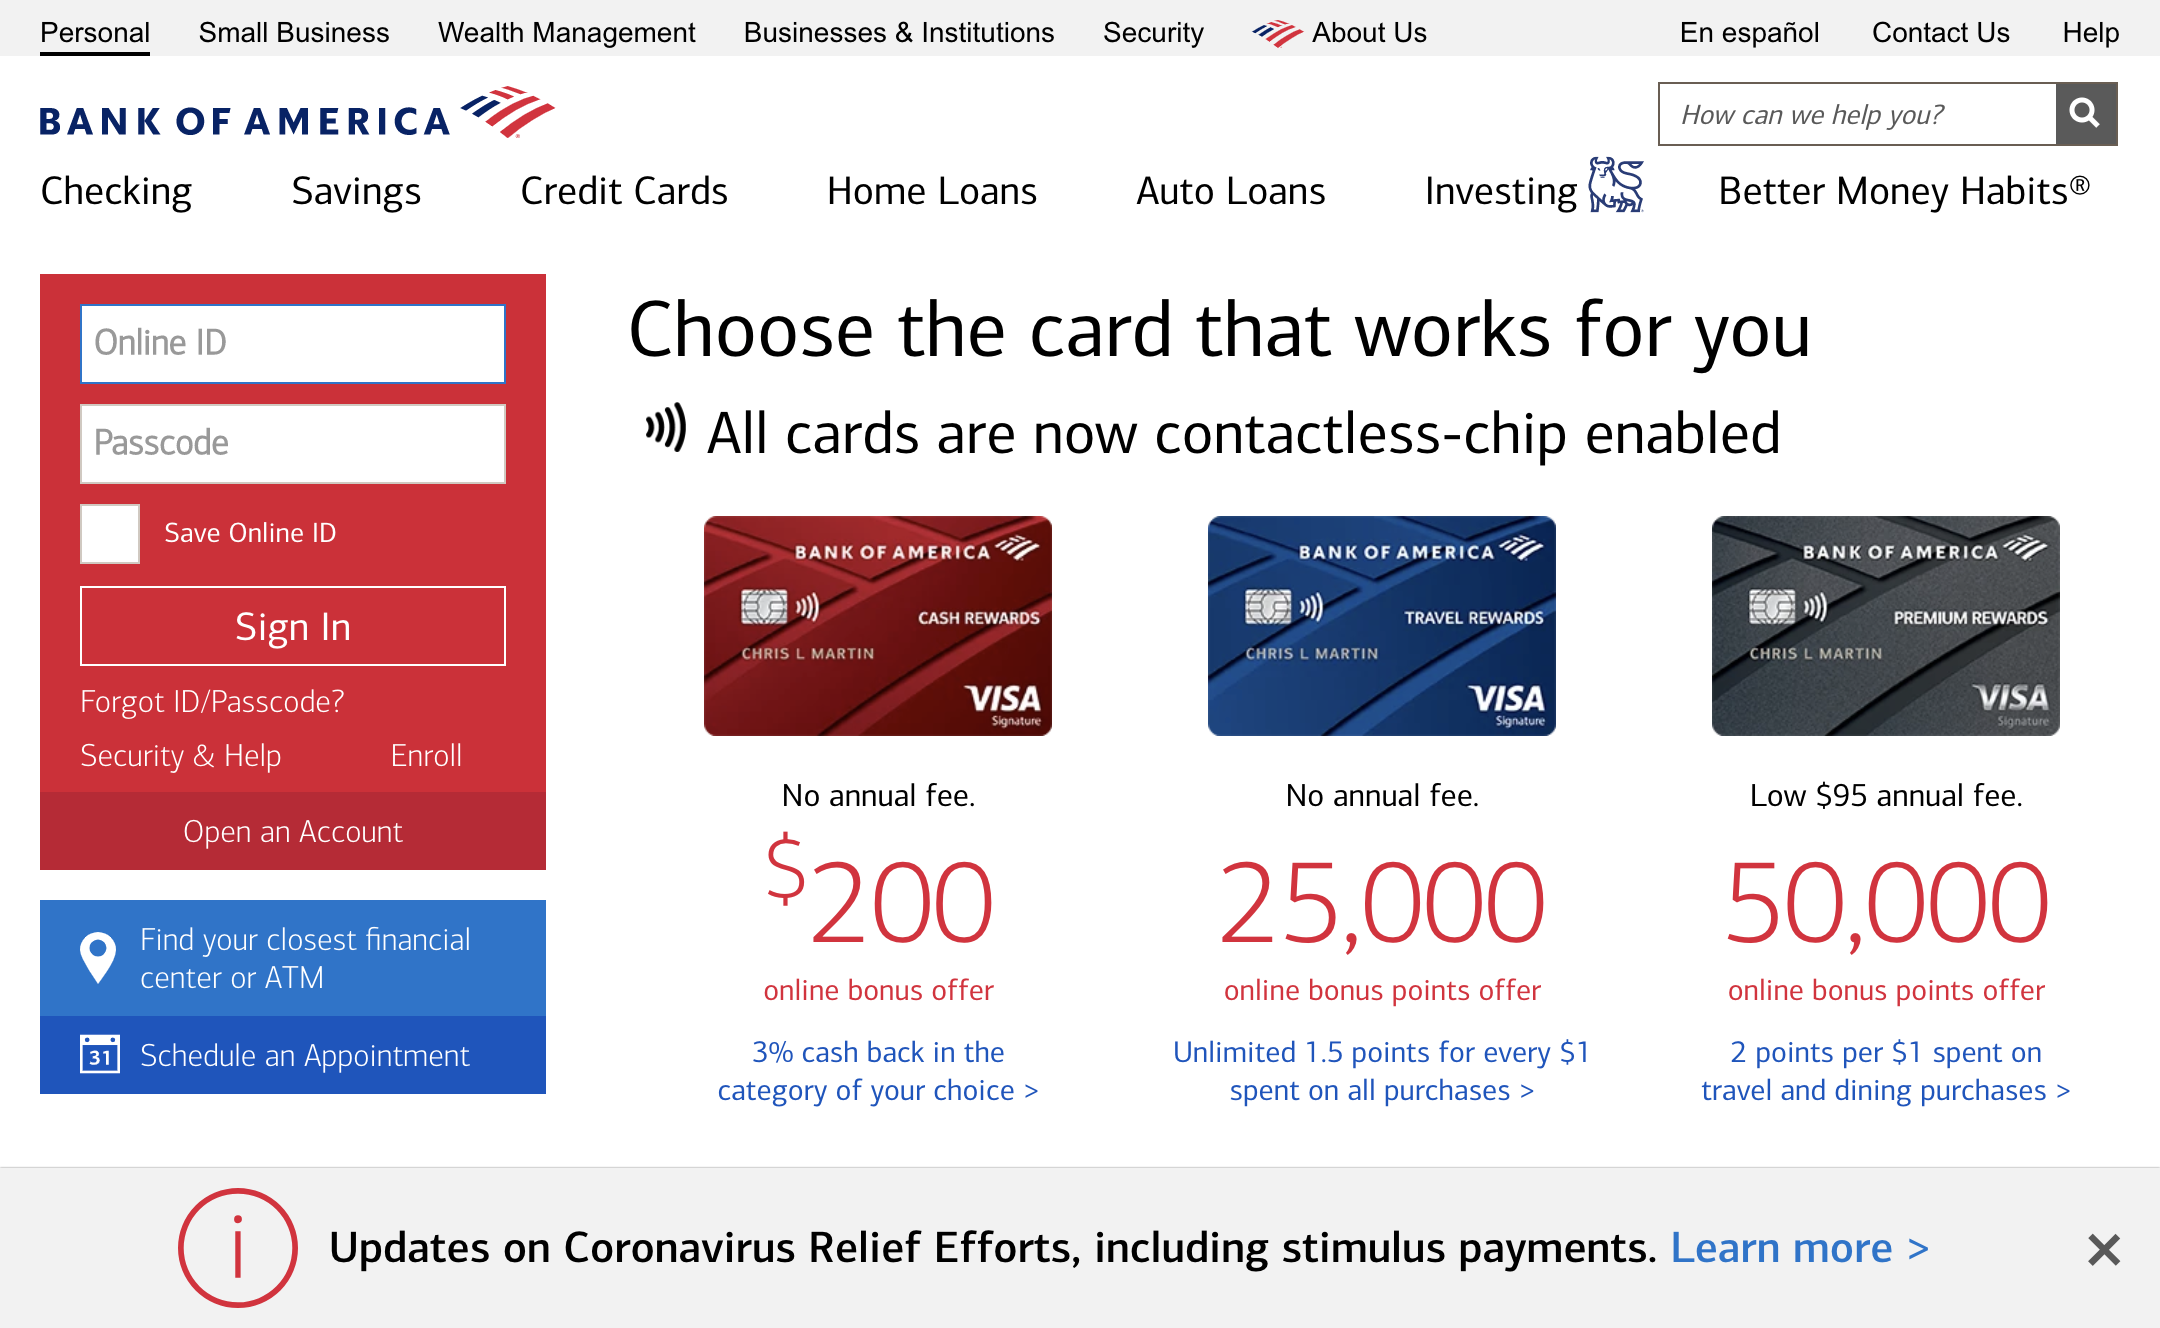 Personal Small Business Wealth Management Businesses & Institutions Security About Us En español Contact Us Help
BANK OF AMERICA
How can we help you?
Checking Savings Credit Cards Home Loans Auto Loans Investing Better Money Habits®
Online ID
Passcode
Save Online ID
Sign In
Forgot ID/Passcode?
Security & Help Enroll
Open an Account
Find your closest financial
center or ATM
31 Schedule an Appointment
Choose the card that works for you
All cards are now contactless-chip enabled
BANK OF AMERICA
CASH REWARDS
CHRIS L MARTIN
VISA
Signature
No annual fee.
$200
online bonus offer
3% cash back in the
category of your choice >
BANK OF AMERICA
TRAVEL REWARDS
CHRIS L MARTIN
VISA
Signature
No annual fee.
25,000
online bonus points offer
Unlimited 1.5 points for every $1
spent on all purchases >
BANK OF AMERICA
PREMIUM REWARDS
CHRIS L MARTIN
VISA
Signature
Low $95 annual fee.
50,000
online bonus points offer
2 points per $1 spent on
travel and dining purchases >
Updates on Coronavirus Relief Efforts, including stimulus payments. Learn more >